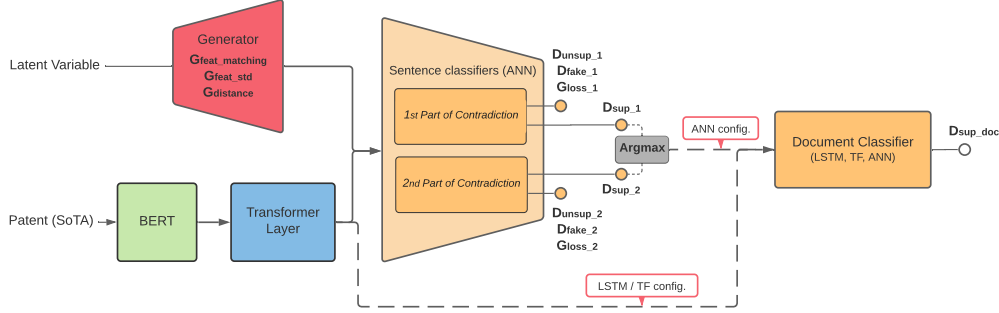 Latent Variable
Generator
Gfeat_matching
Gfeat_std
Gdistance
Sentence classifiers (ANN)
1st Part of Contradiction
2nd Part of Contradiction
Dunsup_1
Dfake_1
Gloss_1
Dsup_1
Argmax
Dsup_2
Dunsup_2
Dfake_2
Gloss_2
ANN config.
Document Classifier
(LSTM, TF, ANN)
Dsup_doc
Patent (SoTA)
BERT
Transformer
Layer
LSTM / TF config.